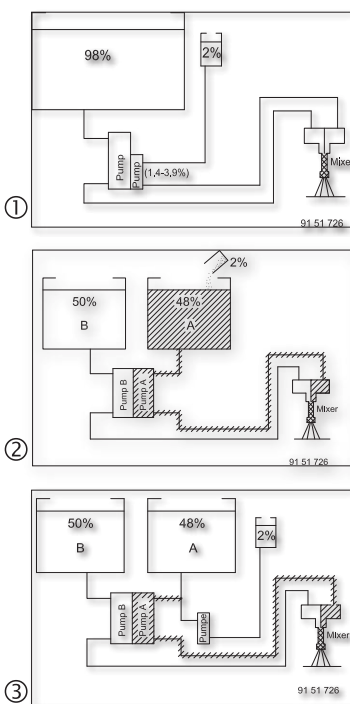 98%
2%
Pump
Pump
(1,4-3,9%)
Mixer
91 51 726
①
2%
50%
48%
B
A
Pump B
Pump A
Mixer
91 51 726
②
50%
48%
2%
B
A
Pump B
Pump A
Pumpe
Mixer
91 51 726
③